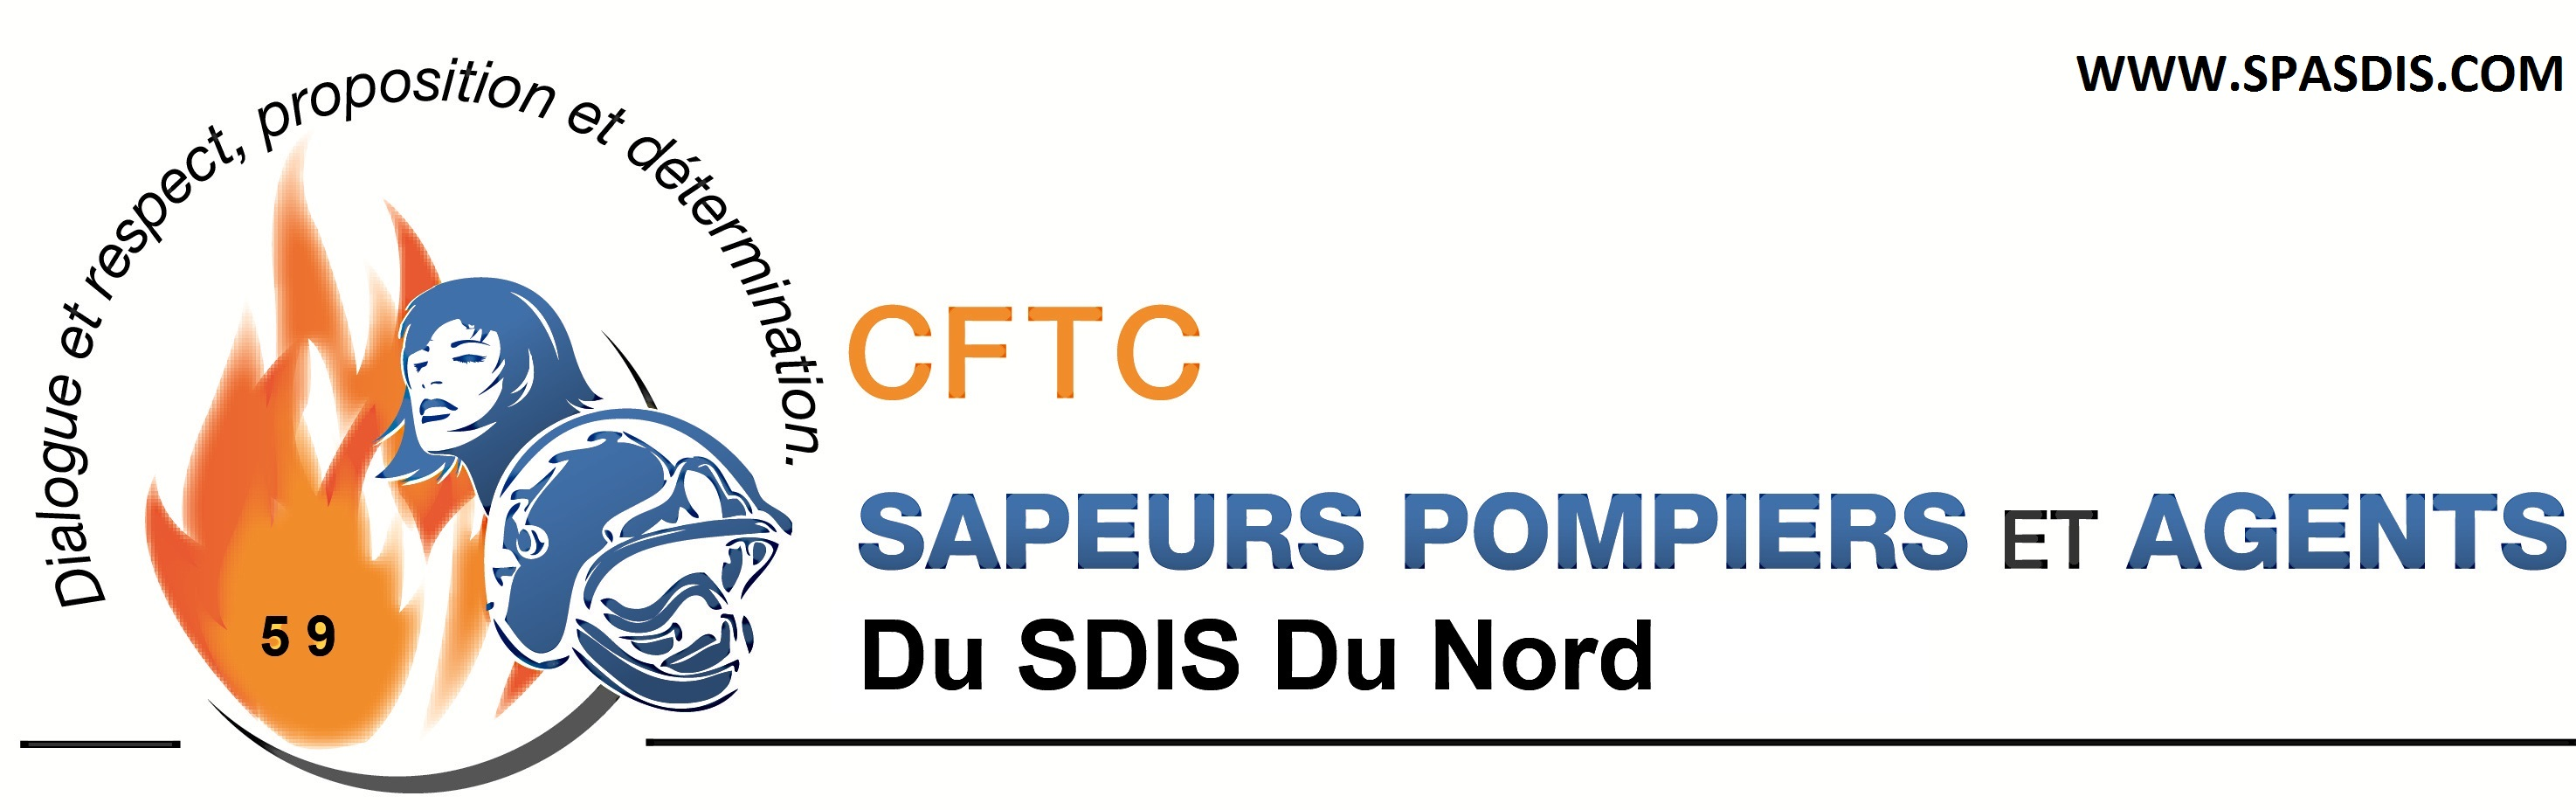 WWW.SPASDIS.COM
Dialogue et respect, proposition et détermination.
CFTC
SAPEURS POMPIERS ET AGENTS
Du SDIS Du Nord
5 9